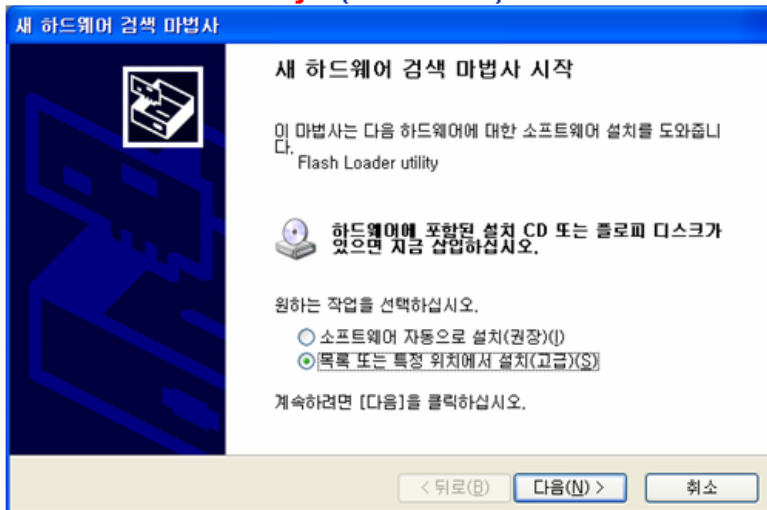 새 하드웨어 검색 마법사
새 하드웨어 검색 마법사 시작
이 마법사는 다음 하드웨어에 대한 소프트웨어 설치를 도와줍니
다.
Flash Loader utility
하드웨어에 포함된 설치 CD 또는 플로피 디스크가
있으면 지금 삽입하십시오.
원하는 작업을 선택하십시오.
소프트웨어 자동으로 설치(권장)(I)
목록 또는 특정 위치에서 설치(고급)(S)
계속하려면 [다음]을 클릭하십시오.
< 뒤로(B) 다음(N) > 취소